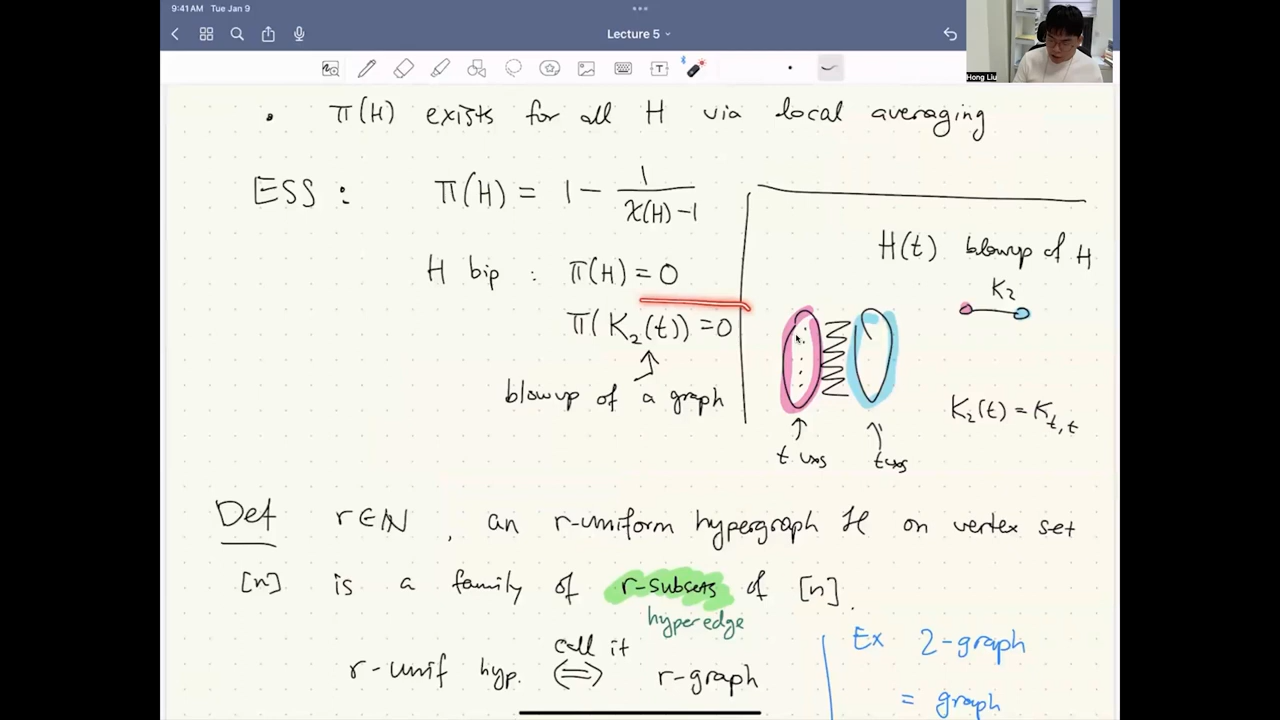 9:41 AM Tue Jan 9
Lecture 5
Hong Liu
• π(H) exists for all H via local averaging
ESS : π(H) = 1 - 1/(χ(H)-1)
H bip : π(H) = 0
π(K₂(t)) = 0
blowup of a graph
H(t) blowup of H
K₂
K₂(t) = K_{t,t}
t vxs
t vxs
Def r∈ℕ , an r-uniform hypergraph ℋ on vertex set
[n] is a family of r-subsets of [n].
hyperedge
r-unif hyp. call it ⟺ r-graph
Ex 2-graph
= graph